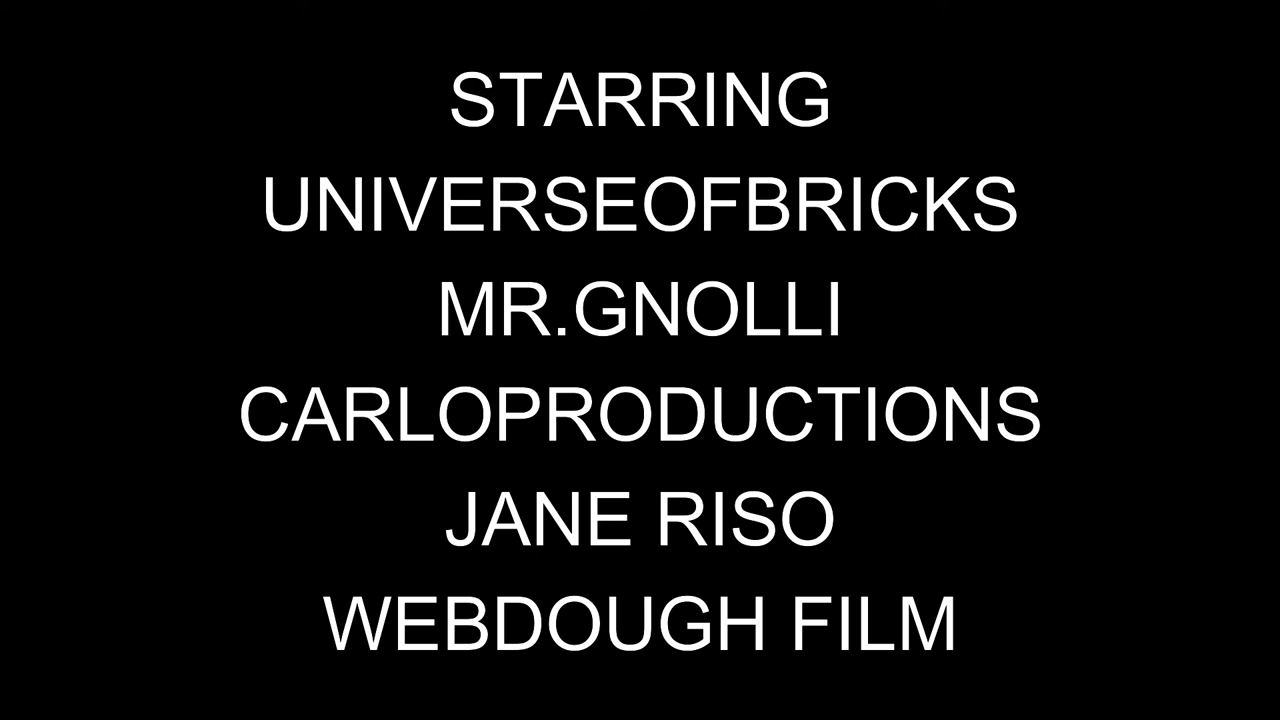 STARRING
UNIVERSEOFBRICKS
MR.GNOLLI
CARLOPRODUCTIONS
JANE RISO
WEBDOUGH FILM